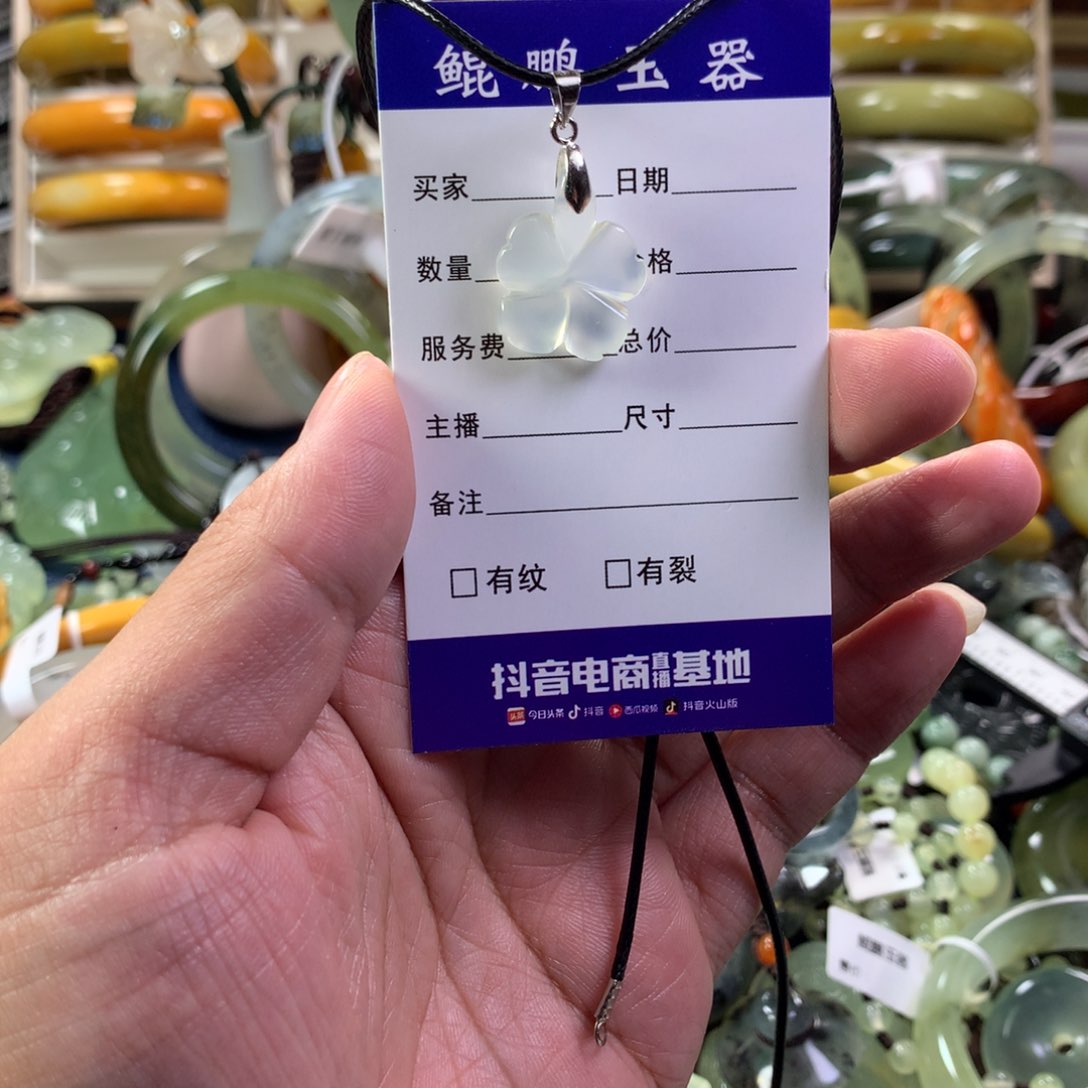 鲲鹏玉器
买家 日期
数量 格
服务费 总价
主播 尺寸
备注
□有纹 □有裂
抖音电商直播基地
头条 今日头条 抖音 西瓜视频 抖音火山版